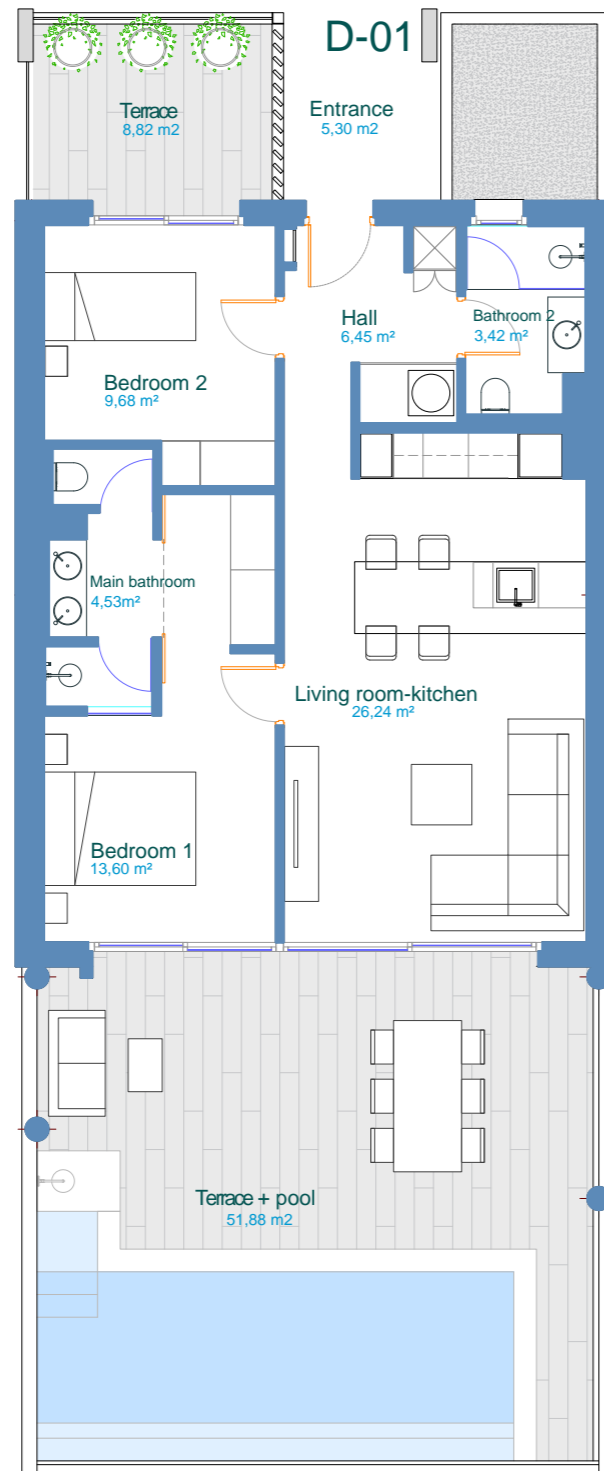 D-01
Terrace
8,82 m2
Entrance
5,30 m2
Hall
6,45 m²
Bathroom 2
3,42 m²
Bedroom 2
9,68 m²
Main bathroom
4,53m²
Living room-kitchen
26,24 m²
Bedroom 1
13,60 m²
Terrace + pool
51,88 m2